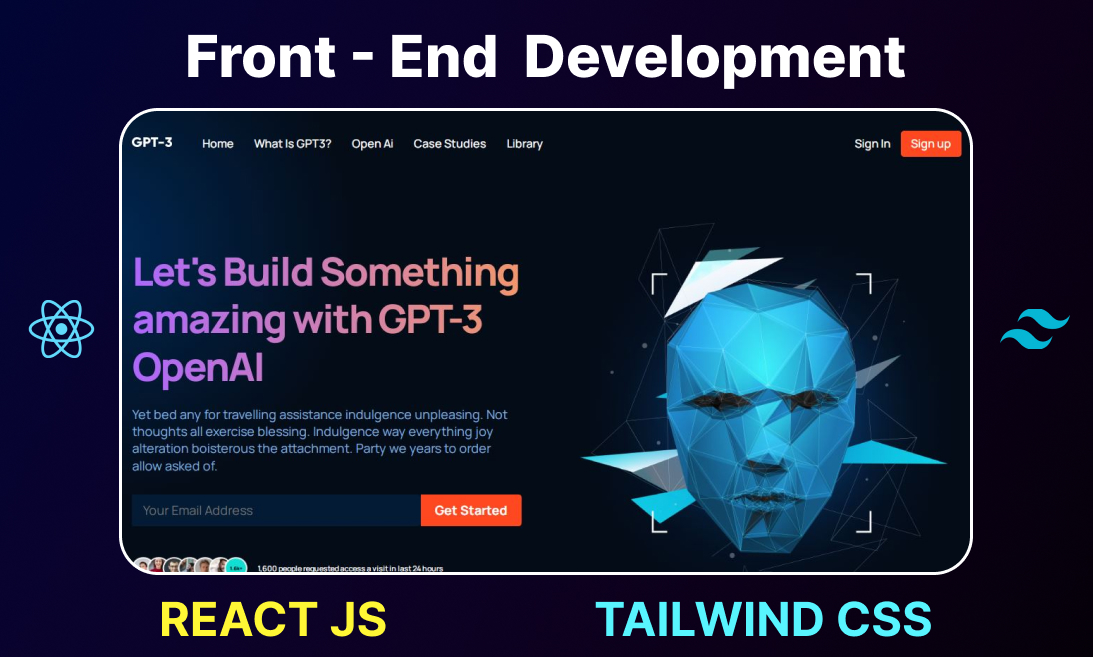 Front - End Development
GPT-3 Home What Is GPT3? Open Ai Case Studies Library Sign In Sign up
Let's Build Something
amazing with GPT-3
OpenAI
Yet bed any for travelling assistance indulgence unpleasing. Not
thoughts all exercise blessing. Indulgence way everything joy
alteration boisterous the attachment. Party we years to order
allow asked of.
Your Email Address Get Started
1,600 people requested access a visit in last 24 hours
REACT JS TAILWIND CSS